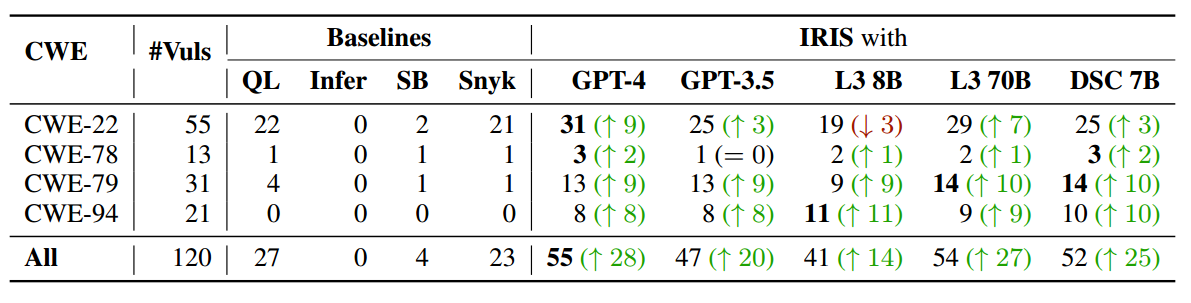 CWE #Vuls Baselines IRIS with
QL Infer SB Snyk GPT-4 GPT-3.5 L3 8B L3 70B DSC 7B
CWE-22 55 22 0 2 21 31 (↑ 9) 25 (↑ 3) 19 (↓ 3) 29 (↑ 7) 25 (↑ 3)
CWE-78 13 1 0 1 1 3 (↑ 2) 1 (= 0) 2 (↑ 1) 2 (↑ 1) 3 (↑ 2)
CWE-79 31 4 0 1 1 13 (↑ 9) 13 (↑ 9) 9 (↑ 9) 14 (↑ 10) 14 (↑ 10)
CWE-94 21 0 0 0 0 8 (↑ 8) 8 (↑ 8) 11 (↑ 11) 9 (↑ 9) 10 (↑ 10)
All 120 27 0 4 23 55 (↑ 28) 47 (↑ 20) 41 (↑ 14) 54 (↑ 27) 52 (↑ 25)